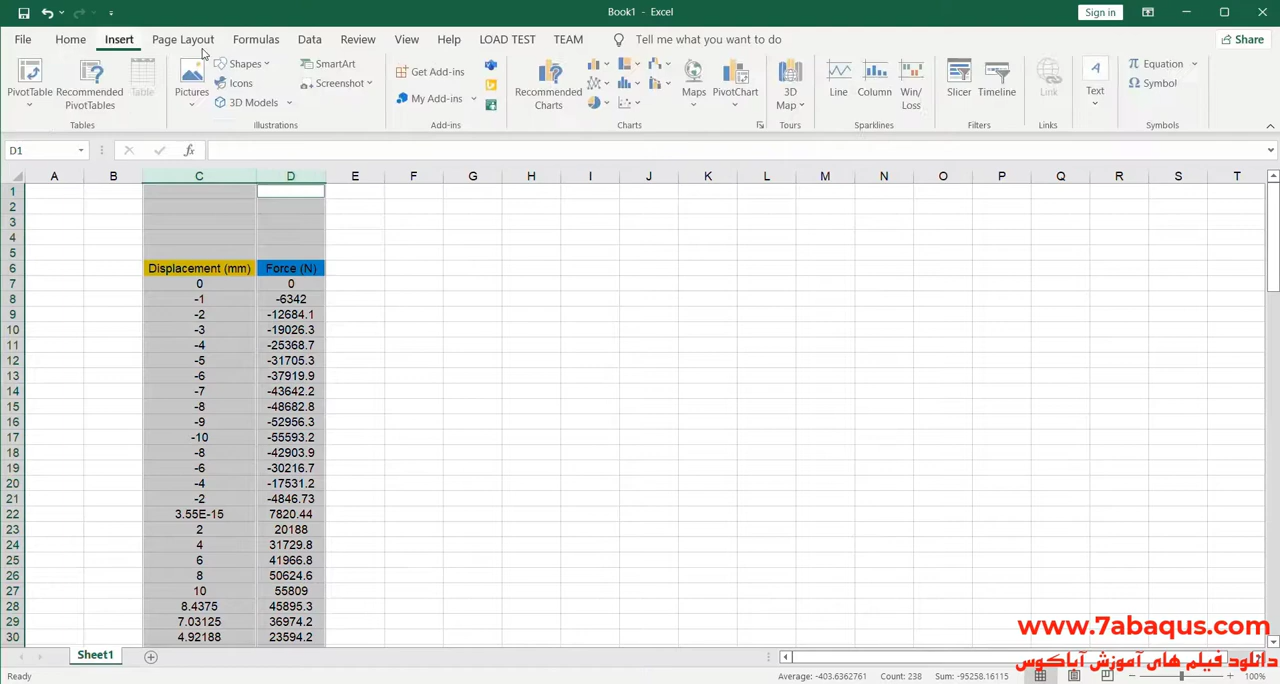 Book1 - Excel
Sign in
File Home Insert Page Layout Formulas Data Review View Help LOAD TEST TEAM Tell me what you want to do Share
PivotTable Recommended PivotTables Table
Pictures Shapes Icons 3D Models SmartArt Screenshot
Get Add-ins My Add-ins
Recommended Charts Maps PivotChart
3D Map Line Column Win/ Loss Slicer Timeline Link Text Equation Symbol
Tables Illustrations Add-ins Charts Tours Sparklines Filters Links Symbols
D1 fx
A B C D E F G H I J K L M N O P Q R S T
1
2
3
4
5
6 Displacement (mm) Force (N)
7 0 0
8 -1 -6342
9 -2 -12684.1
10 -3 -19026.3
11 -4 -25368.7
12 -5 -31705.3
13 -6 -37919.9
14 -7 -43642.2
15 -8 -48682.8
16 -9 -52956.3
17 -10 -55593.2
18 -8 -42903.9
19 -6 -30216.7
20 -4 -17531.2
21 -2 -4846.73
22 3.55E-15 7820.44
23 2 20188
24 4 31729.8
25 6 41966.8
26 8 50624.6
27 10 55809
28 8.4375 45895.3
29 7.03125 36974.2
30 4.92188 23594.2
www.7abaqus.com
دانلود فیلم های آموزش آباکوس
Sheet1
Ready Average: -403.6362761 Count: 238 Sum: -95258.16115 100%